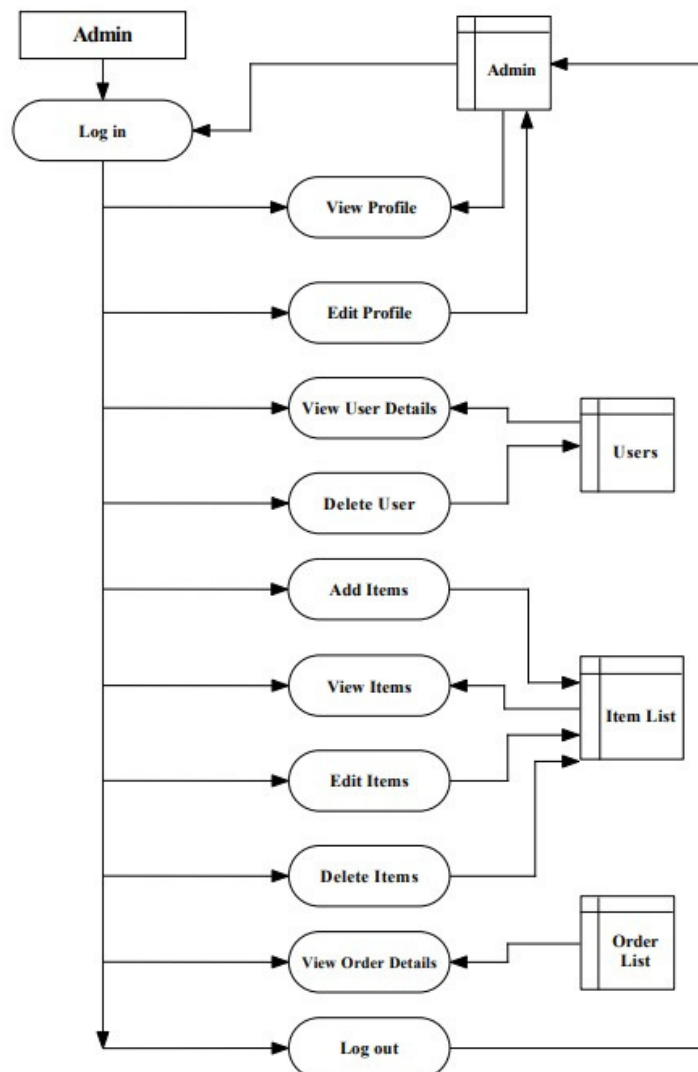 Admin
Admin
Log in
View Profile
Edit Profile
View User Details
Users
Delete User
Add Items
View Items
Item List
Edit Items
Delete Items
Order
List
View Order Details
Log out